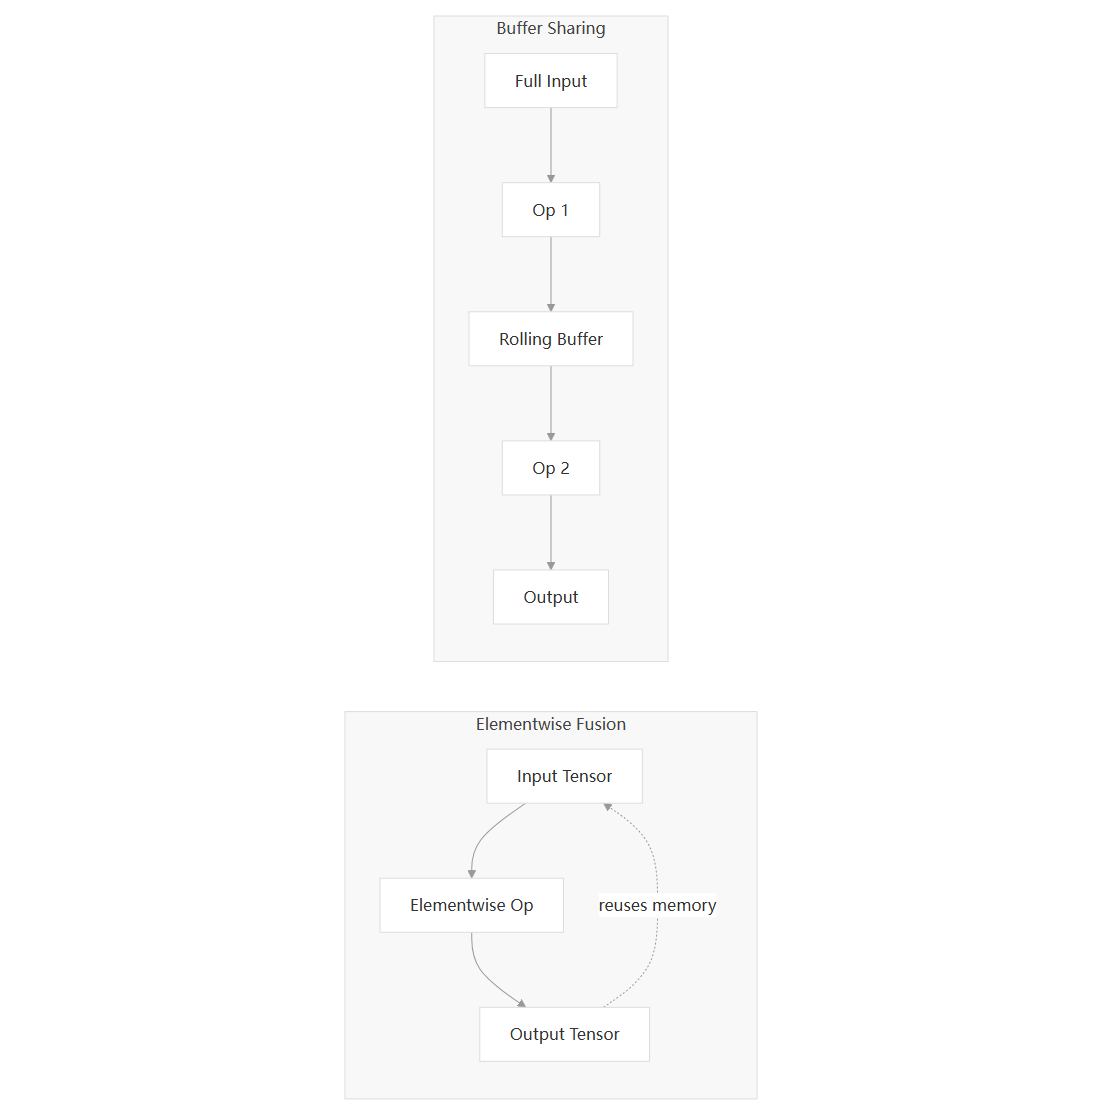 Buffer Sharing
Full Input
Op 1
Rolling Buffer
Op 2
Output
Elementwise Fusion
Input Tensor
Elementwise Op
reuses memory
Output Tensor